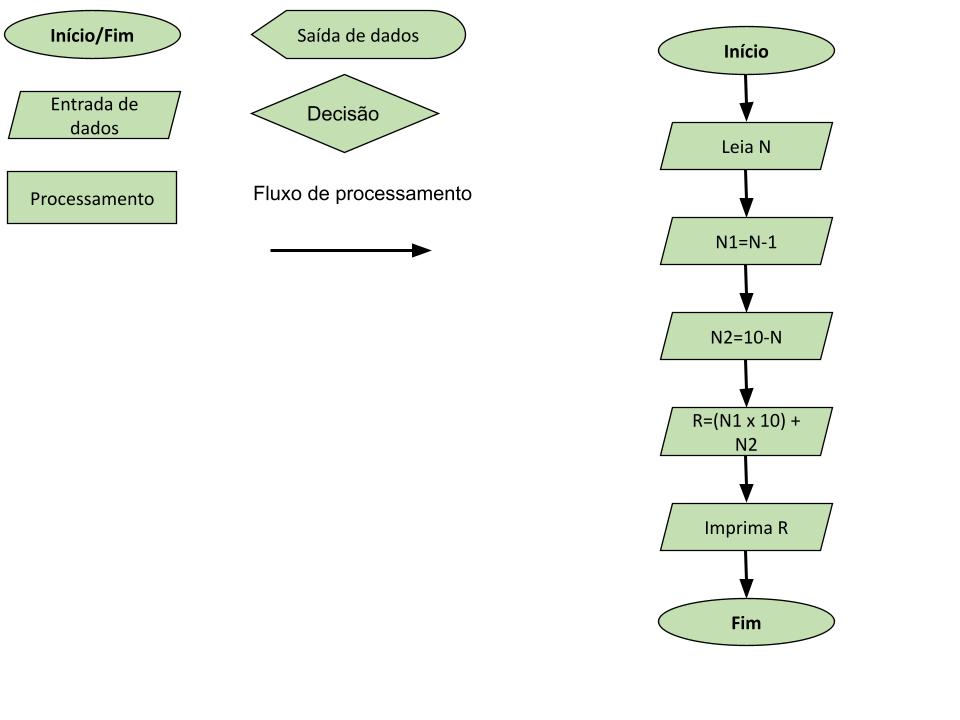 Início/Fim
Saída de dados
Entrada de
dados
Decisão
Processamento
Fluxo de processamento
Início
Leia N
N1=N-1
N2=10-N
R=(N1 x 10) +
N2
Imprima R
Fim